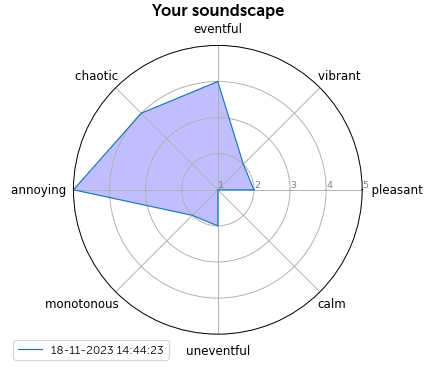 Your soundscape
eventful
chaotic
vibrant
annoying
1
2
3
4
5
pleasant
monotonous
calm
18-11-2023 14:44:23
uneventful